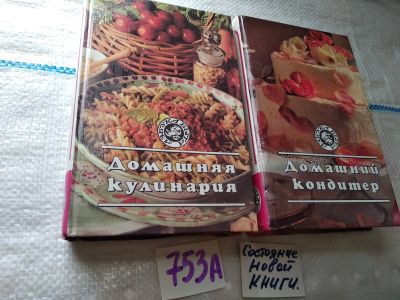 Домашняя
кулинария
Домашний
кондитер
753А
Состояние
Новой
Книги.